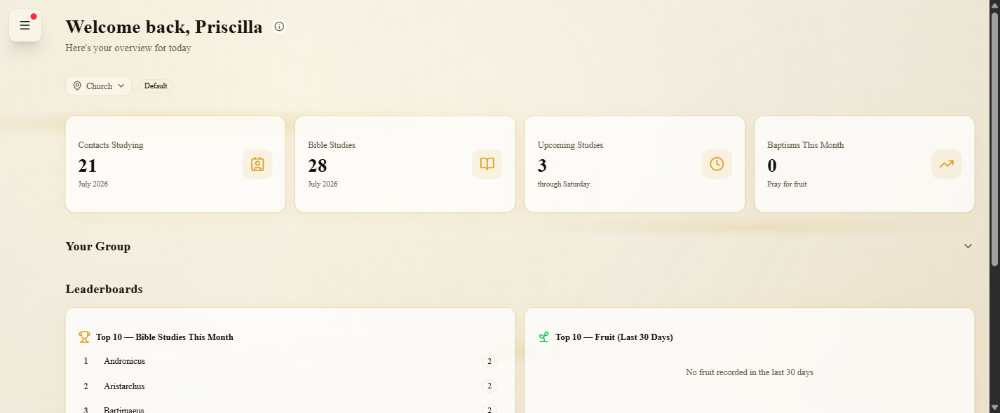 Welcome back, Priscilla
Here's your overview for today
Church
Default
Contacts Studying
21
July 2026
Bible Studies
28
July 2026
Upcoming Studies
3
through Saturday
Baptisms This Month
0
Pray for fruit
Your Group
Leaderboards
Top 10 — Bible Studies This Month
1 Andronicus 2
2 Aristarchus 2
3 Bartimaeus 2
Top 10 — Fruit (Last 30 Days)
No fruit recorded in the last 30 days